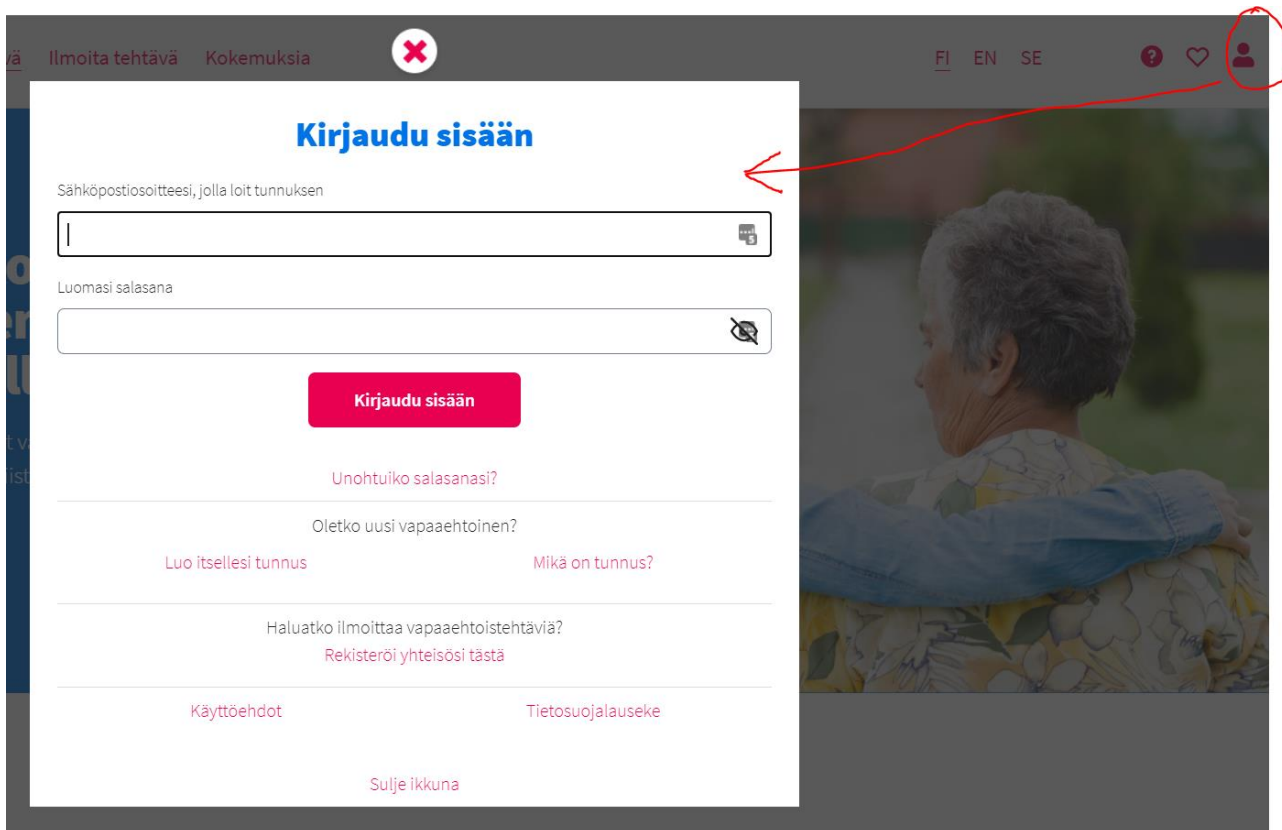 Ilmoita tehtävä Kokemuksia FI EN SE
Kirjaudu sisään
Sähköpostiosoitteesi, jolla loit tunnuksen
Luomasi salasana
Kirjaudu sisään
Unohtuiko salasanasi?
Oletko uusi vapaaehtoinen?
Luo itsellesi tunnus Mikä on tunnus?
Haluatko ilmoittaa vapaaehtoistehtäviä?
Rekisteröi yhteisösi tästä
Käyttöehdot Tietosuojalauseke
Sulje ikkuna